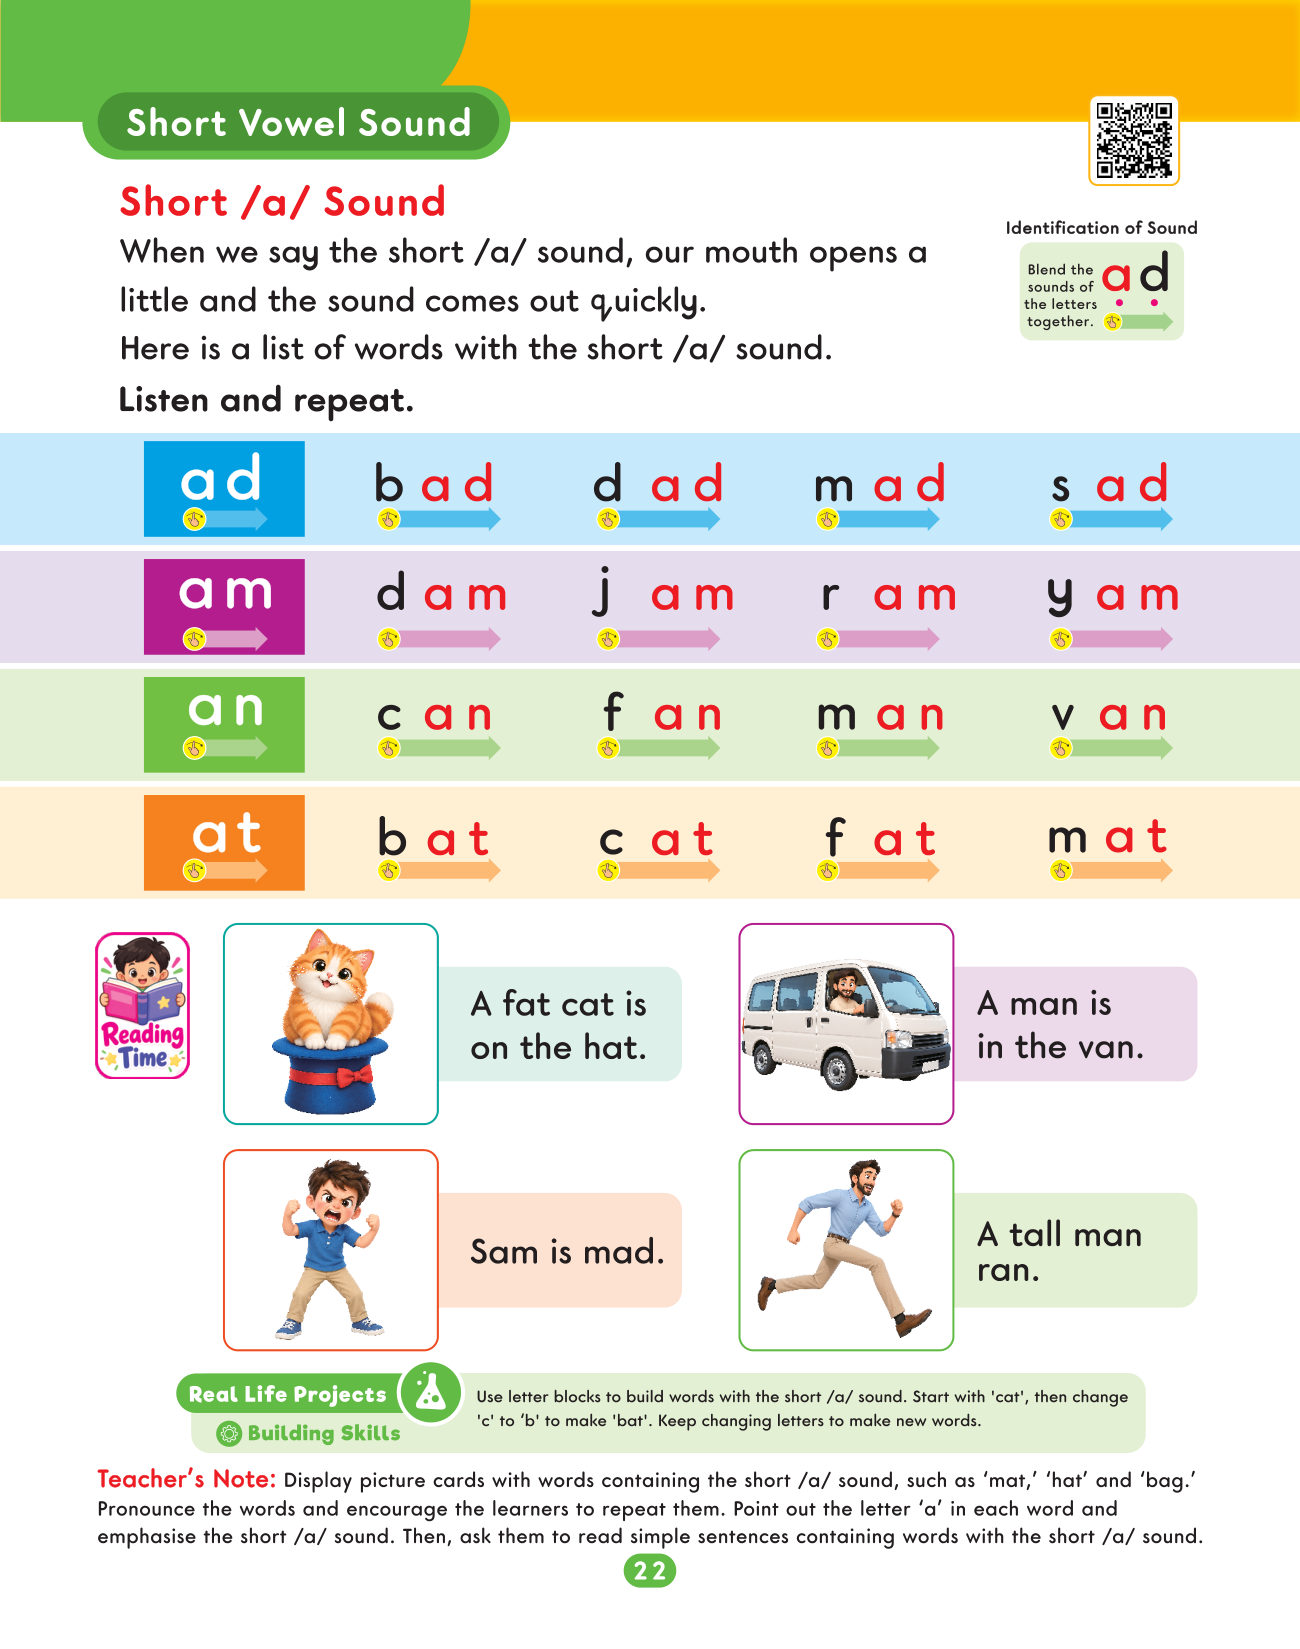 Short Vowel Sound
Short /a/ Sound
When we say the short /a/ sound, our mouth opens a
little and the sound comes out quickly.
Here is a list of words with the short /a/ sound.
Listen and repeat.
Identification of Sound
Blend the
sounds of
the letters
together.
a d
ad bad dad mad sad
am dam jam ram yam
an can fan man van
at bat cat fat mat
Reading
Time
A fat cat is
on the hat.
A man is
in the van.
Sam is mad.
A tall man
ran.
Real Life Projects
Building Skills
Use letter blocks to build words with the short /a/ sound. Start with 'cat', then change
'c' to ‘b' to make 'bat'. Keep changing letters to make new words.
Teacher’s Note: Display picture cards with words containing the short /a/ sound, such as ‘mat,’ ‘hat’ and ‘bag.’
Pronounce the words and encourage the learners to repeat them. Point out the letter ‘a’ in each word and
emphasise the short /a/ sound. Then, ask them to read simple sentences containing words with the short /a/ sound.
22